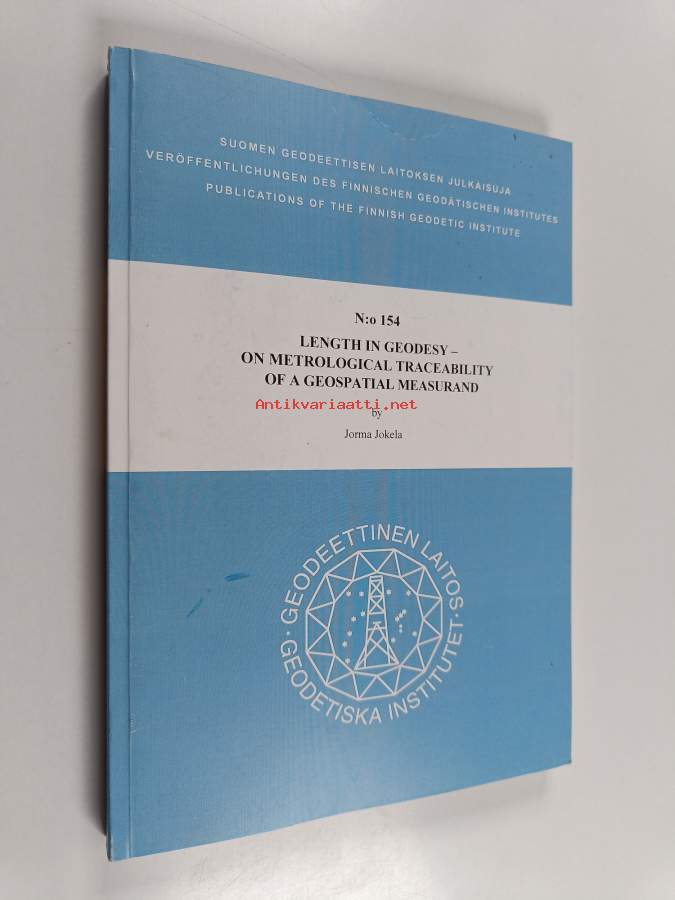 SUOMEN GEODEETTISEN LAITOKSEN JULKAISUJA
VERÖFFENTLICHUNGEN DES FINNISCHEN GEODÄTISCHEN INSTITUTES
PUBLICATIONS OF THE FINNISH GEODETIC INSTITUTE
N:o 154
LENGTH IN GEODESY –
ON METROLOGICAL TRACEABILITY
OF A GEOSPATIAL MEASURAND
Antikvariaatti.net
by
Jorma Jokela
· GEODEETTINEN LAITOS ·
GEODETISKA INSTITUTET